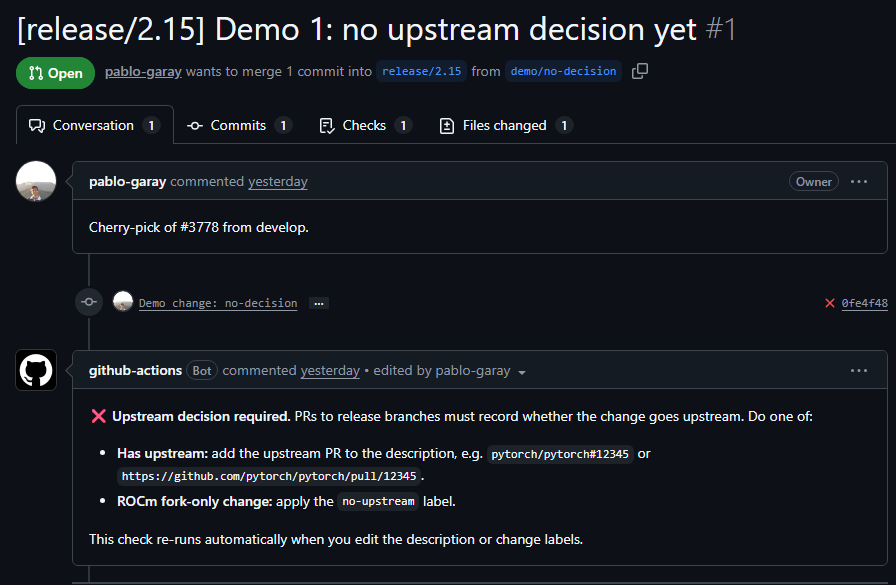 [release/2.15] Demo 1: no upstream decision yet #1
Open pablo-garay wants to merge 1 commit into release/2.15 from demo/no-decision
Conversation 1 Commits 1 Checks 1 Files changed 1
pablo-garay commented yesterday Owner ...
Cherry-pick of #3778 from develop.
Demo change: no-decision ... 0fe4f48
github-actions Bot commented yesterday • edited by pablo-garay ...
❌ Upstream decision required. PRs to release branches must record whether the change goes upstream. Do one of:
• Has upstream: add the upstream PR to the description, e.g. pytorch/pytorch#12345 or
https://github.com/pytorch/pytorch/pull/12345.
• ROCm fork-only change: apply the no-upstream label.
This check re-runs automatically when you edit the description or change labels.